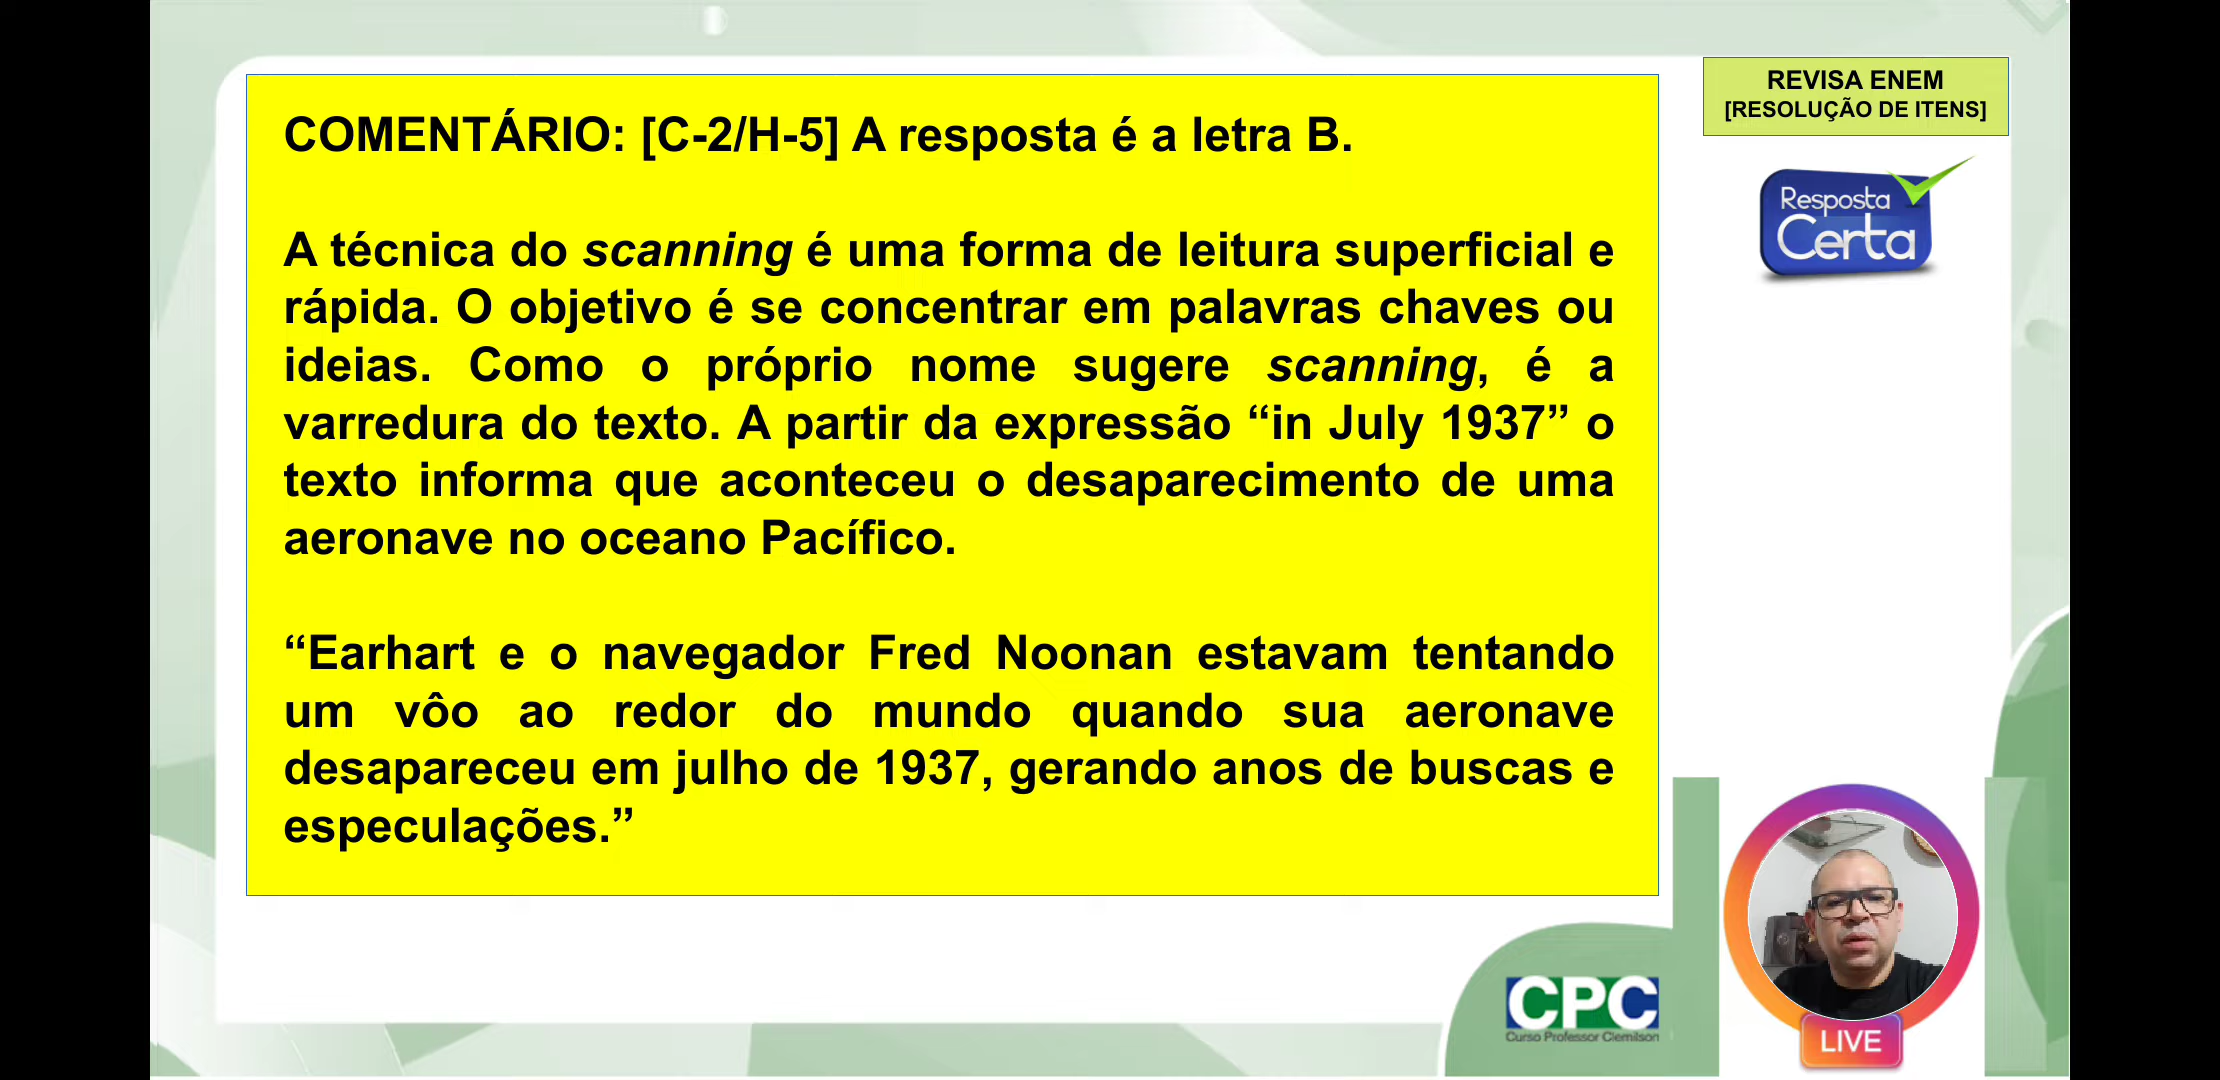 COMENTÁRIO: [C-2/H-5] A resposta é a letra B.
A técnica do scanning é uma forma de leitura superficial e
rápida. O objetivo é se concentrar em palavras chaves ou
ideias. Como o próprio nome sugere scanning, é a
varredura do texto. A partir da expressão “in July 1937” o
texto informa que aconteceu o desaparecimento de uma
aeronave no oceano Pacífico.
“Earhart e o navegador Fred Noonan estavam tentando
um vôo ao redor do mundo quando sua aeronave
desapareceu em julho de 1937, gerando anos de buscas e
especulações.”
REVISA ENEM
[RESOLUÇÃO DE ITENS]
Resposta
Certa
CPC
Curso Professor Clemilson
LIVE